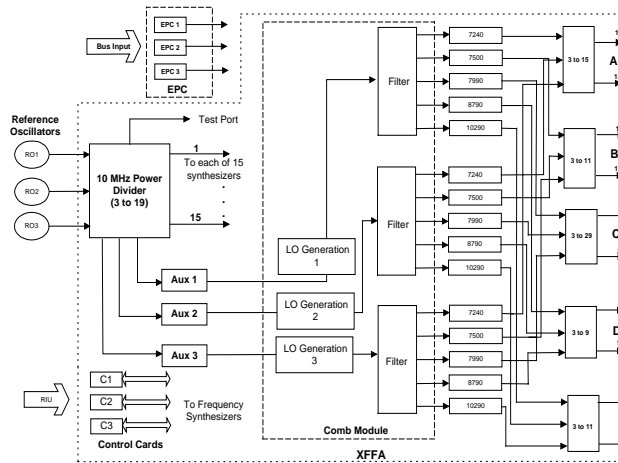 Bus Input
EPC 1
EPC 2
EPC 3
EPC
Reference
Oscillators
RO1
RO2
RO3
10 MHz Power
Divider
(3 to 19)
Test Port
1
To each of 15
synthesizers
15
Aux 1
Aux 2
Aux 3
LO Generation
1
LO Generation
2
LO Generation
3
Filter
7240
7500
7990
8790
10290
Filter
7240
7500
7990
8790
10290
Filter
7240
7500
7990
8790
10290
3 to 15
A
3 to 11
B
3 to 29
C
3 to 9
D
3 to 11
RIU
C1
C2
C3
To Frequency
Synthesizers
Control Cards
Comb Module
XFFA